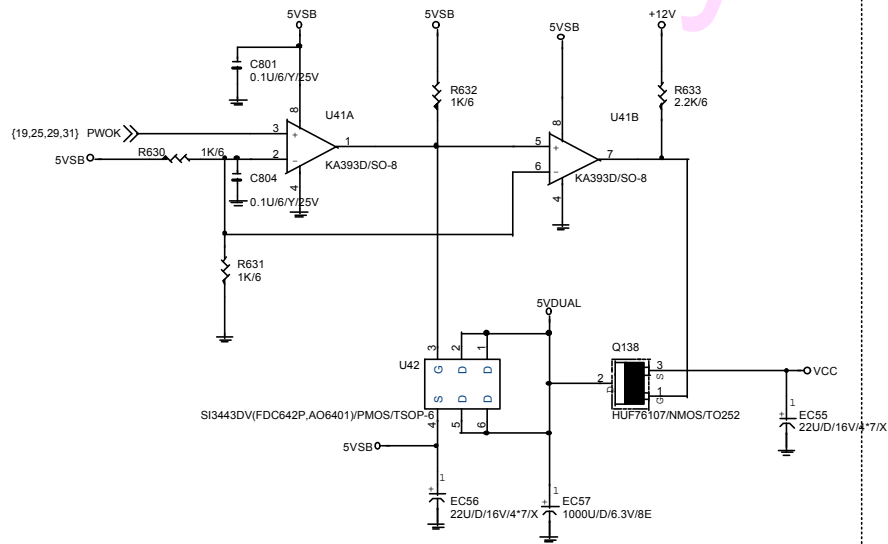 5VSB
5VSB
+12V
5VSB
C801
0.1U/6/Y/25V
R632
1K/6
R633
2.2K/6
8
U41A
8
U41B
{19,25,29,31} PWOK
3
+
1
5
+
7
5VSB
R630
1K/6
2
-
6
-
4
KA393D/SO-8
4
KA393D/SO-8
C804
0.1U/6/Y/25V
R631
1K/6
5VDUAL
3
2
1
U42
G
D
D
S
D
D
Q138
2
D
3
S
1
G
VCC
SI3443DV(FDC642P,AO6401)/PMOS/TSOP-6
4
5
6
HUF76107/NMOS/TO252
1
+
EC55
22U/D/16V/4*7/X
5VSB
1
+
EC56
22U/D/16V/4*7/X
1
+
EC57
1000U/D/6.3V/8E